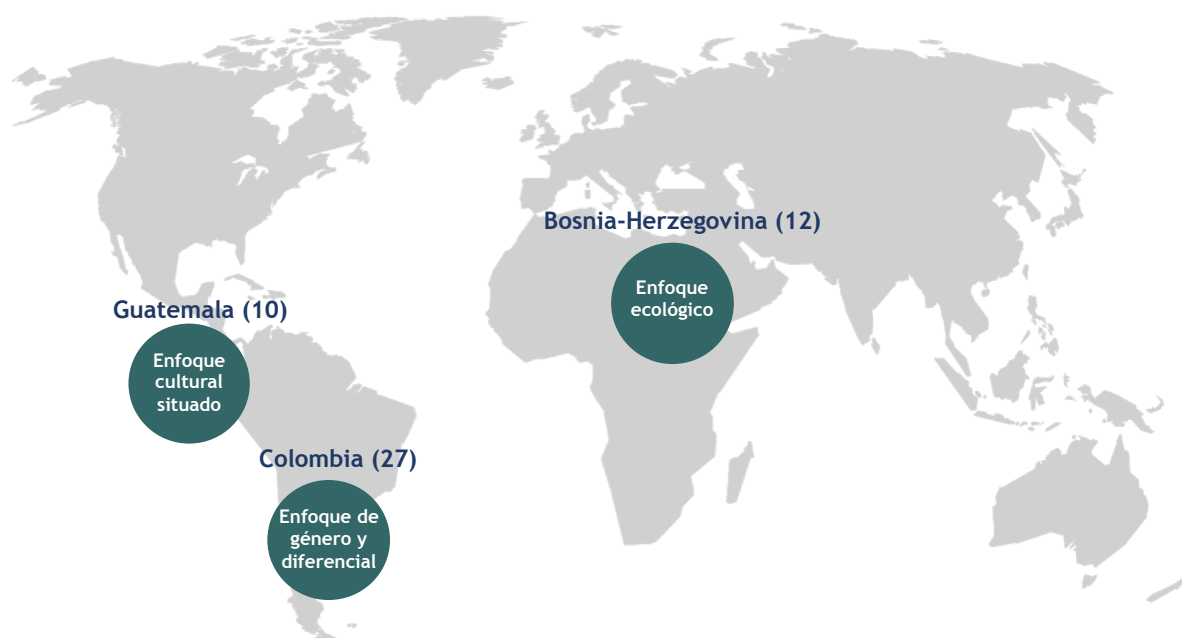 Bosnia-Herzegovina (12)
Enfoque
ecológico
Guatemala (10)
Enfoque
cultural
situado
Colombia (27)
Enfoque de
género y
diferencial